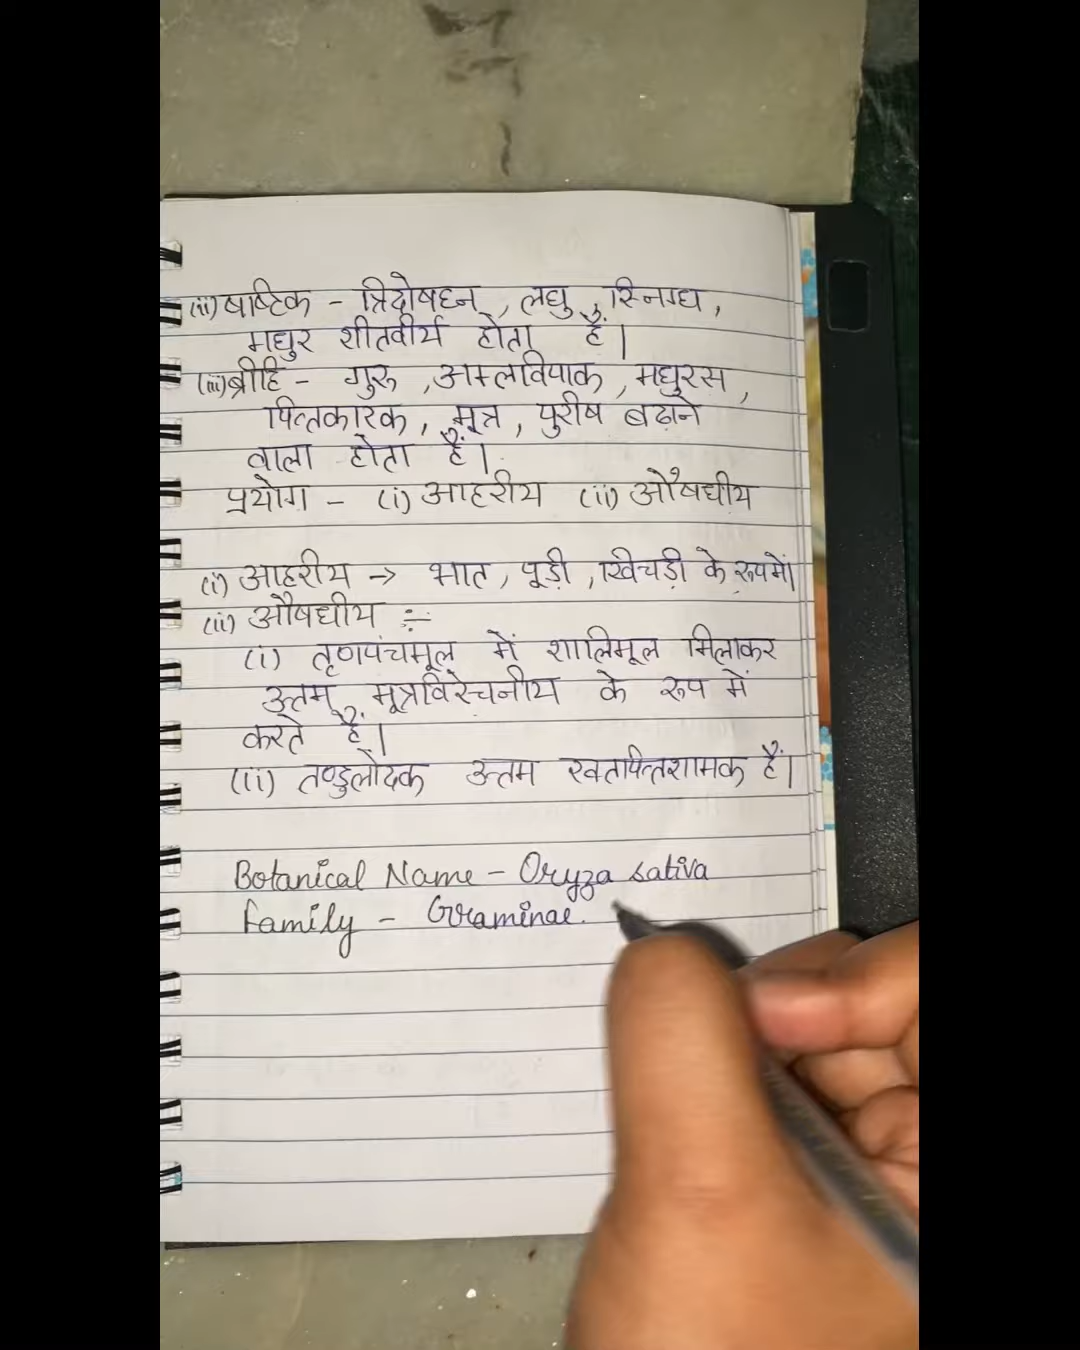 (ii) षाष्टिक - त्रिदोषघ्न , लघु , स्निग्ध ,
मधुर शीतवीर्य होता है।
(iii) ब्रीहि - गुरु , अम्लविपाक , मधुरस ,
पित्तकारक , मूत्र , पुरीष बढ़ाने
वाला होता है।
प्रयोग - (i) आहरीय (ii) औषधीय
(i) आहरीय → भात , पूड़ी , खिचड़ी के रूप में।
(ii) औषधीय ÷
(i) तृणपंचमूल में शालिमूल मिलाकर
उत्तम मूत्रविरेचनीय के रूप में
करते हैं।
(ii) तण्डुलोदक उत्तम रक्तपित्तशामक है।
Botanical Name - Oryza sativa
Family - Graminae.